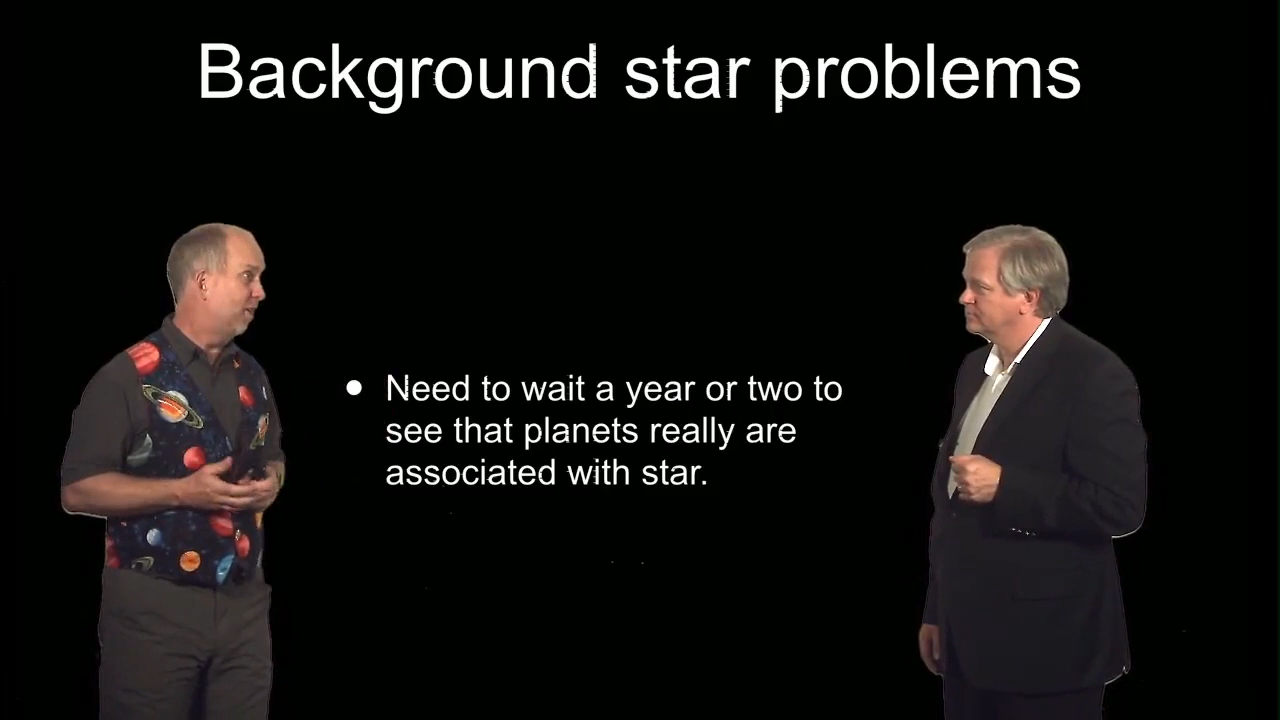 Background star problems
• Need to wait a year or two to
see that planets really are
associated with star.